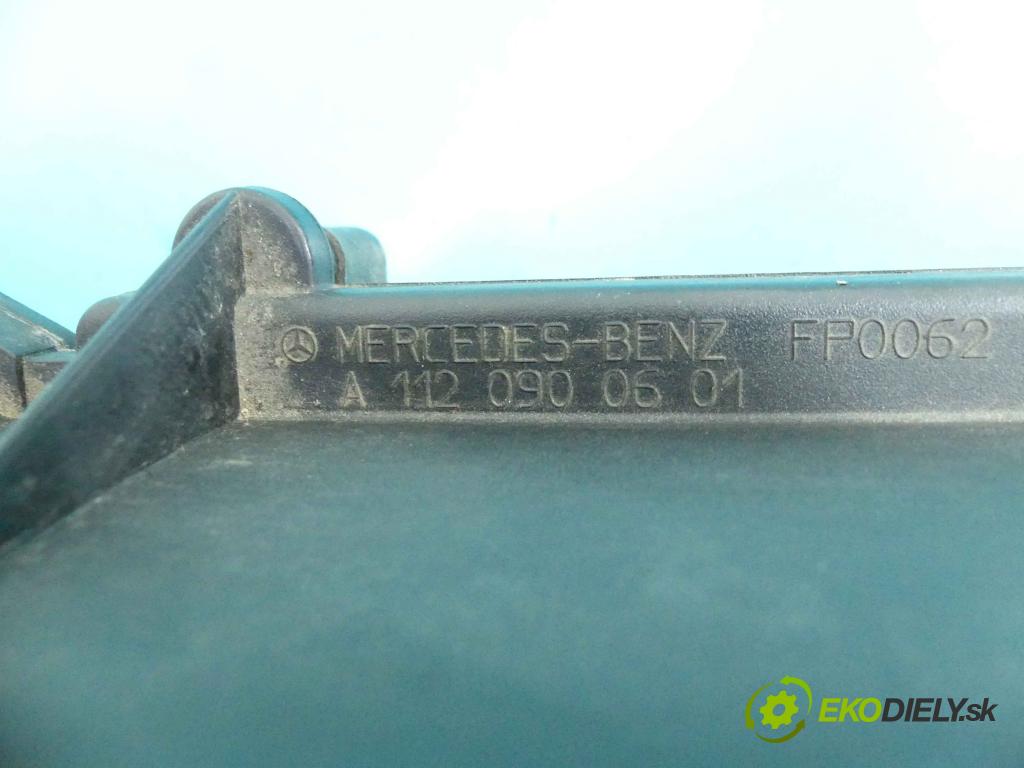 MERCEDES-BENZ FP0062
A 112 090 06 01
EKODIELY.sk